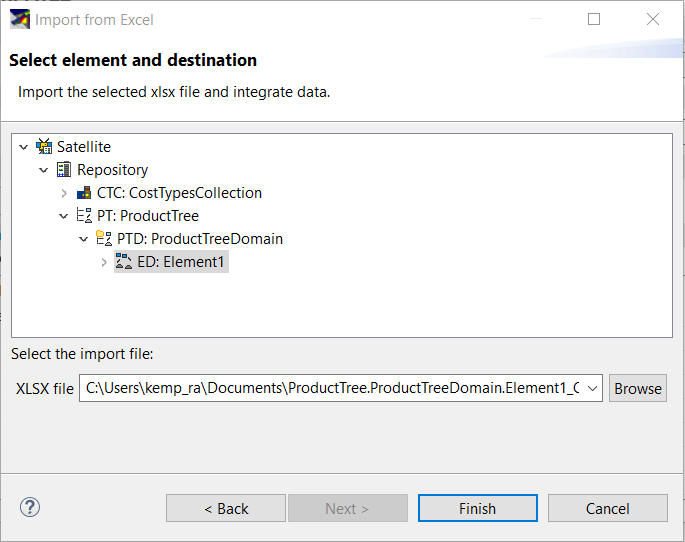 Import from Excel
Select element and destination
Import the selected xlsx file and integrate data.
Satellite
Repository
CTC: CostTypesCollection
PT: ProductTree
PTD: ProductTreeDomain
ED: Element1
Select the import file:
XLSX file C:\Users\kemp_ra\Documents\ProductTree.ProductTreeDomain.Element1_C Browse
? < Back Next > Finish Cancel